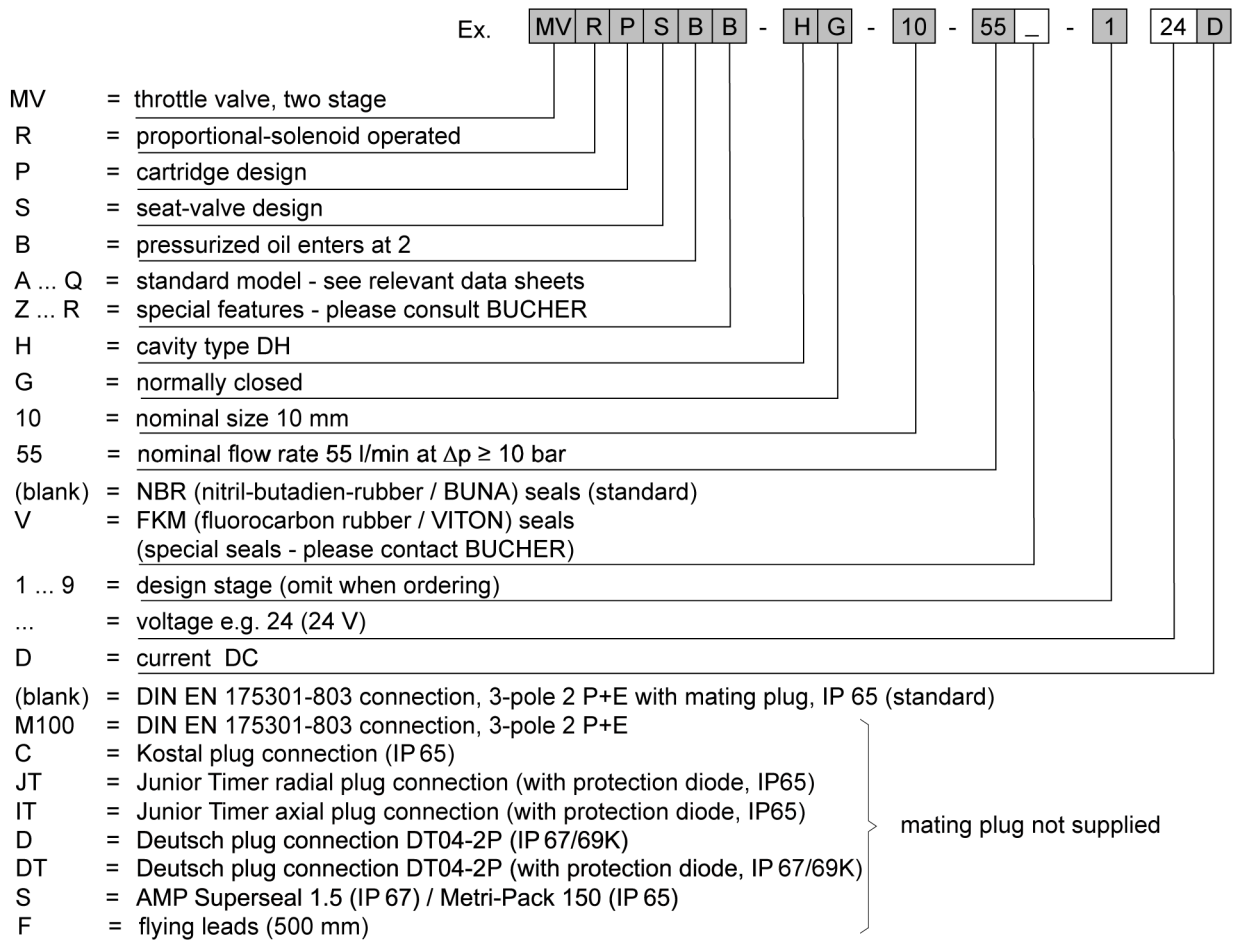 Ex. MV R P S B B - H G - 10 - 55 _ - 1 24 D
MV = throttle valve, two stage
R = proportional-solenoid operated
P = cartridge design
S = seat-valve design
B = pressurized oil enters at 2
A ... Q = standard model - see relevant data sheets
Z ... R = special features - please consult BUCHER
H = cavity type DH
G = normally closed
10 = nominal size 10 mm
55 = nominal flow rate 55 l/min at Δp ≥ 10 bar
(blank) = NBR (nitril-butadien-rubber / BUNA) seals (standard)
V = FKM (fluorocarbon rubber / VITON) seals
(special seals - please contact BUCHER)
1 ... 9 = design stage (omit when ordering)
... = voltage e.g. 24 (24 V)
D = current DC
(blank) = DIN EN 175301-803 connection, 3-pole 2 P+E with mating plug, IP 65 (standard)
M100 = DIN EN 175301-803 connection, 3-pole 2 P+E
C = Kostal plug connection (IP 65)
JT = Junior Timer radial plug connection (with protection diode, IP65)
IT = Junior Timer axial plug connection (with protection diode, IP65)
D = Deutsch plug connection DT04-2P (IP 67/69K)
DT = Deutsch plug connection DT04-2P (with protection diode, IP 67/69K)
S = AMP Superseal 1.5 (IP 67) / Metri-Pack 150 (IP 65)
F = flying leads (500 mm)
mating plug not supplied